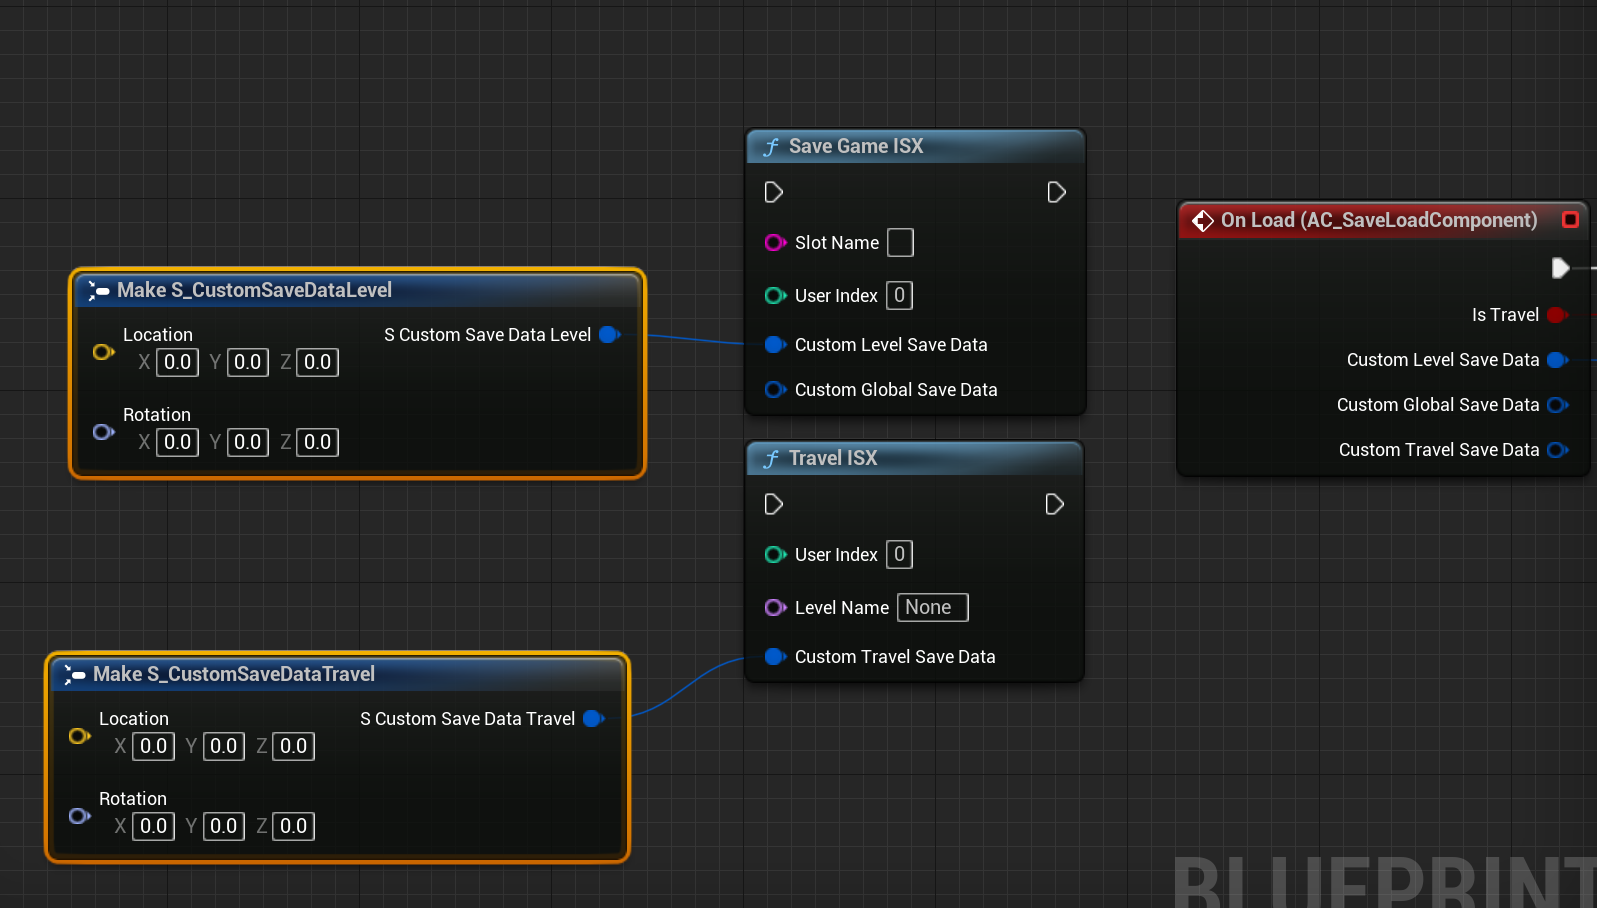 Save Game ISX
Slot Name
User Index 0
Custom Level Save Data
Custom Global Save Data
On Load (AC_SaveLoadComponent)
Is Travel
Custom Level Save Data
Custom Global Save Data
Custom Travel Save Data
Make S_CustomSaveDataLevel
Location
S Custom Save Data Level
X 0.0 Y 0.0 Z 0.0
Rotation
X 0.0 Y 0.0 Z 0.0
Travel ISX
User Index 0
Level Name None
Custom Travel Save Data
Make S_CustomSaveDataTravel
Location
S Custom Save Data Travel
X 0.0 Y 0.0 Z 0.0
Rotation
X 0.0 Y 0.0 Z 0.0
BLUEPRINT